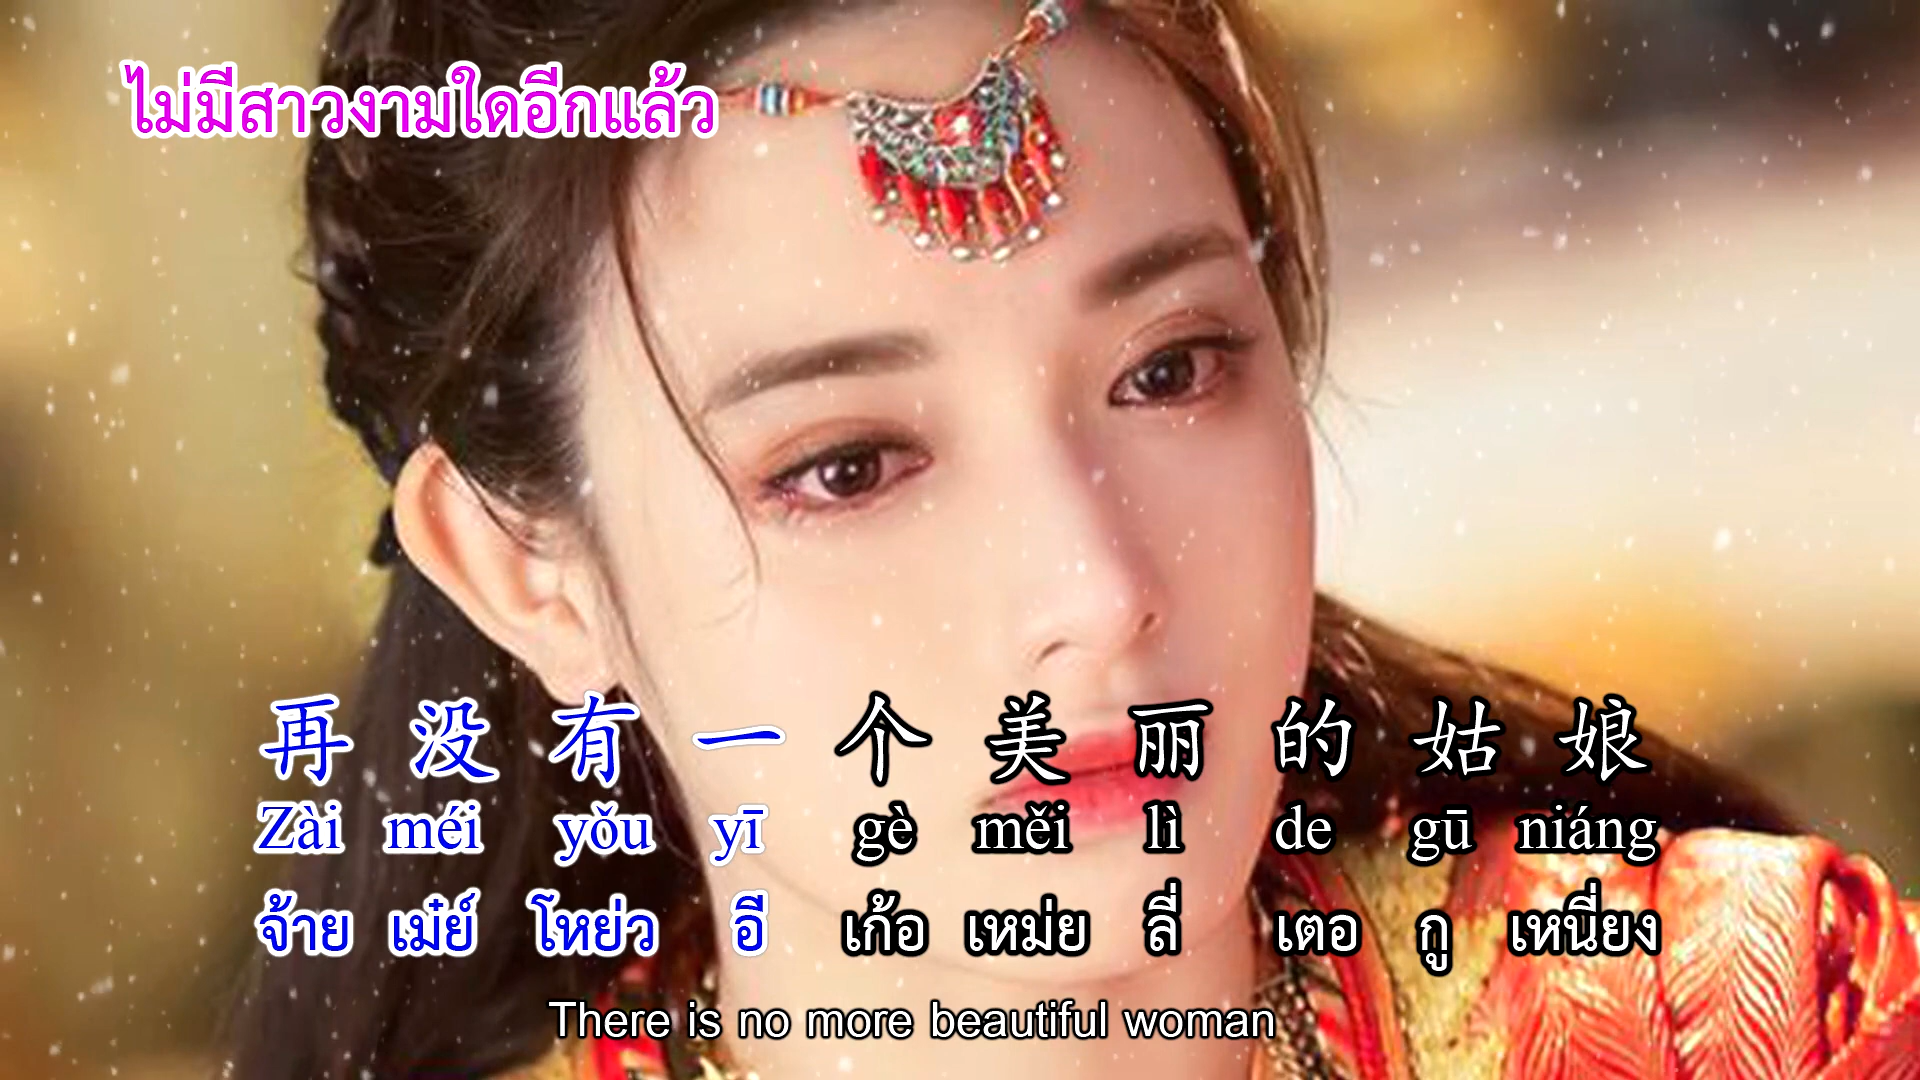 ไม่มีสาวงามใดอีกแล้ว
再 没 有 一 个 美 丽 的 姑 娘
Zài méi yǒu yī gè měi lì de gū niáng
จ้าย เม๋ย์ โหย่ว อี เก้อ เหม่ย ลี่ เตอ กู เหนี่ยง
There is no more beautiful woman